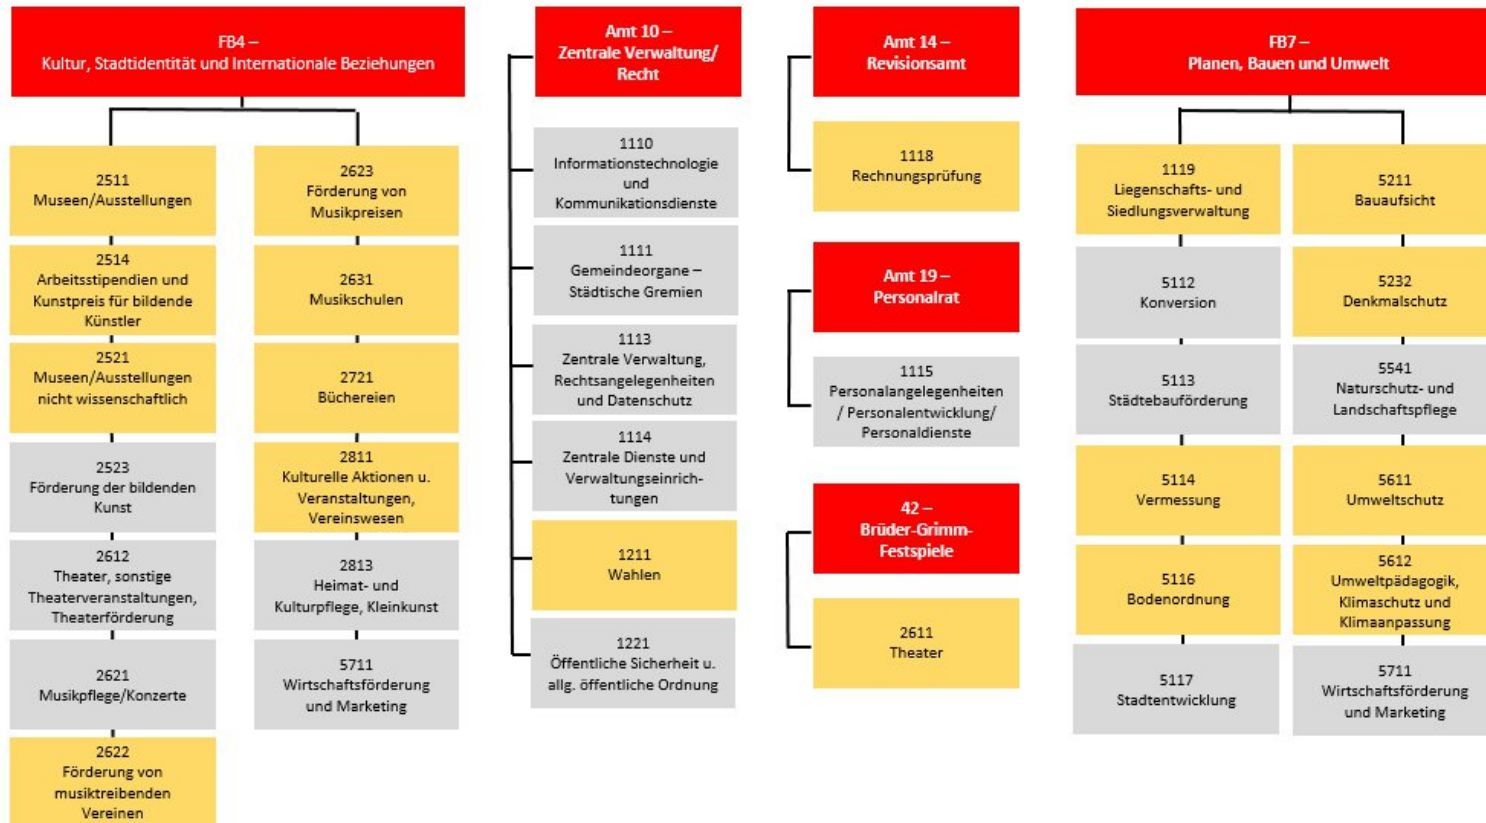 FB4 –
Kultur, Stadtidentität und Internationale Beziehungen
2511
Museen/Ausstellungen
2514
Arbeitsstipendien und
Kunstpreis für bildende
Künstler
2521
Museen/Ausstellungen
nicht wissenschaftlich
2523
Förderung der bildenden
Kunst
2612
Theater, sonstige
Theaterveranstaltungen,
Theaterförderung
2621
Musikpflege/Konzerte
2622
Förderung von
musiktreibenden
Vereinen
2623
Förderung von
Musikpreisen
2631
Musikschulen
2721
Büchereien
2811
Kulturelle Aktionen u.
Veranstaltungen,
Vereinswesen
2813
Heimat- und
Kulturpflege, Kleinkunst
5711
Wirtschaftsförderung
und Marketing
Amt 10 –
Zentrale Verwaltung/
Recht
1110
Informationstechnologie
und
Kommunikationsdienste
1111
Gemeindeorgane –
Städtische Gremien
1113
Zentrale Verwaltung,
Rechtsangelegenheiten
und Datenschutz
1114
Zentrale Dienste und
Verwaltungseinrich-
tungen
1211
Wahlen
1221
Öffentliche Sicherheit u.
allg. öffentliche Ordnung
Amt 14 –
Revisionsamt
1118
Rechnungsprüfung
Amt 19 –
Personalrat
1115
Personalangelegenheiten
/ Personalentwicklung/
Personaldienste
42 –
Brüder-Grimm-
Festspiele
2611
Theater
FB7 –
Planen, Bauen und Umwelt
1119
Liegenschafts- und
Siedlungsverwaltung
5112
Konversion
5113
Städtebauförderung
5114
Vermessung
5116
Bodenordnung
5117
Stadtentwicklung
5211
Bauaufsicht
5232
Denkmalschutz
5541
Naturschutz- und
Landschaftspflege
5611
Umweltschutz
5612
Umweltpädagogik,
Klimaschutz und
Klimaanpassung
5711
Wirtschaftsförderung
und Marketing